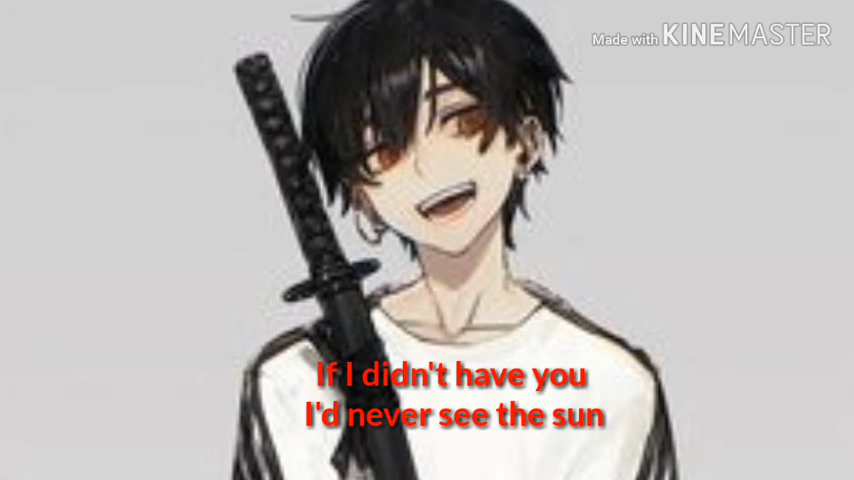 Made with KINEMASTER
If I didn't have you
I'd never see the sun